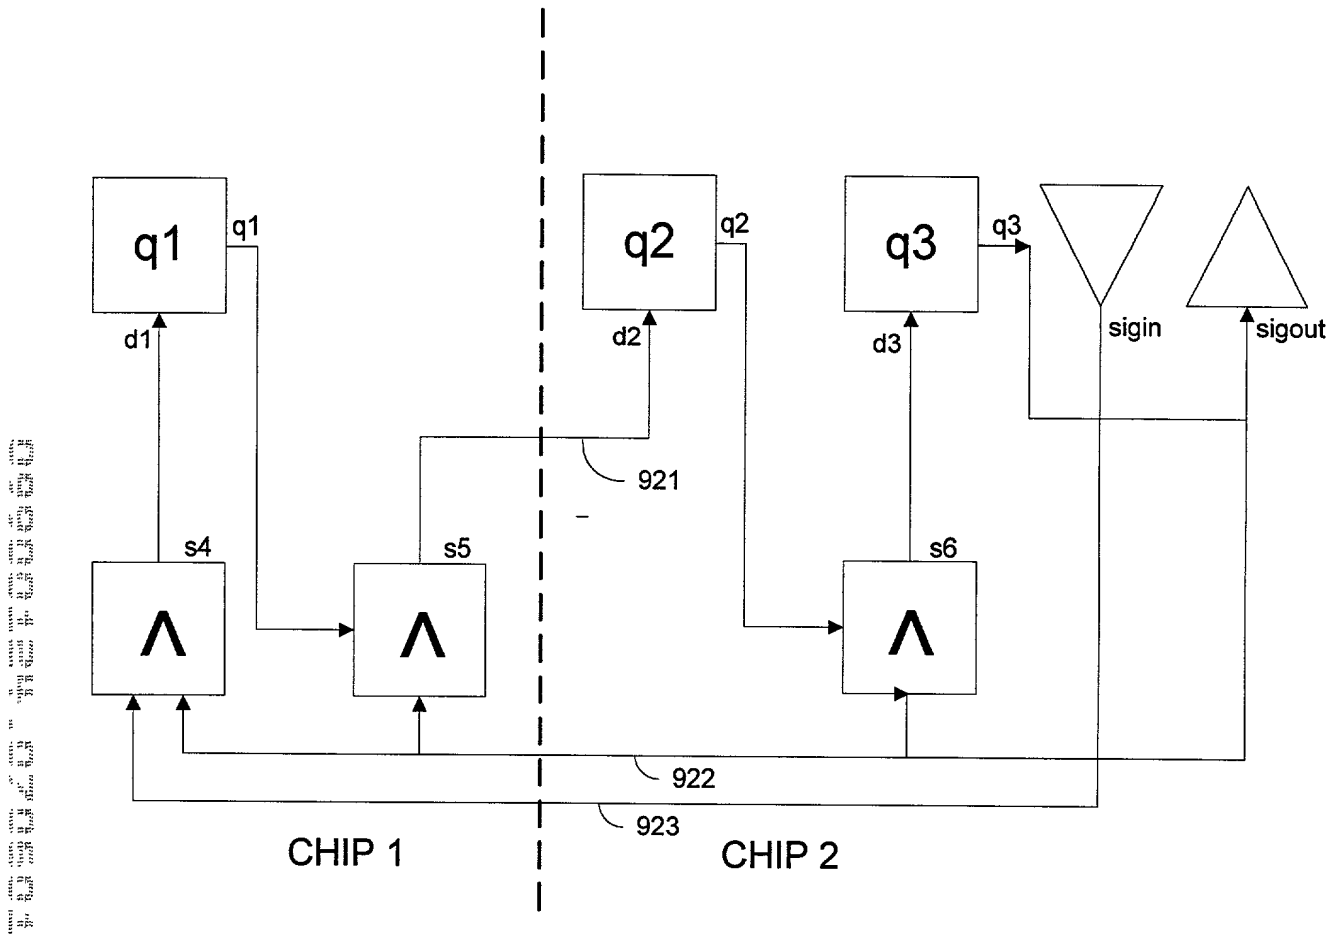 q1
q1
d1
q2
q2
d2
q3
q3
d3
sigin
sigout
921
s4
s5
s6
Λ
Λ
Λ
922
923
CHIP 1
CHIP 2